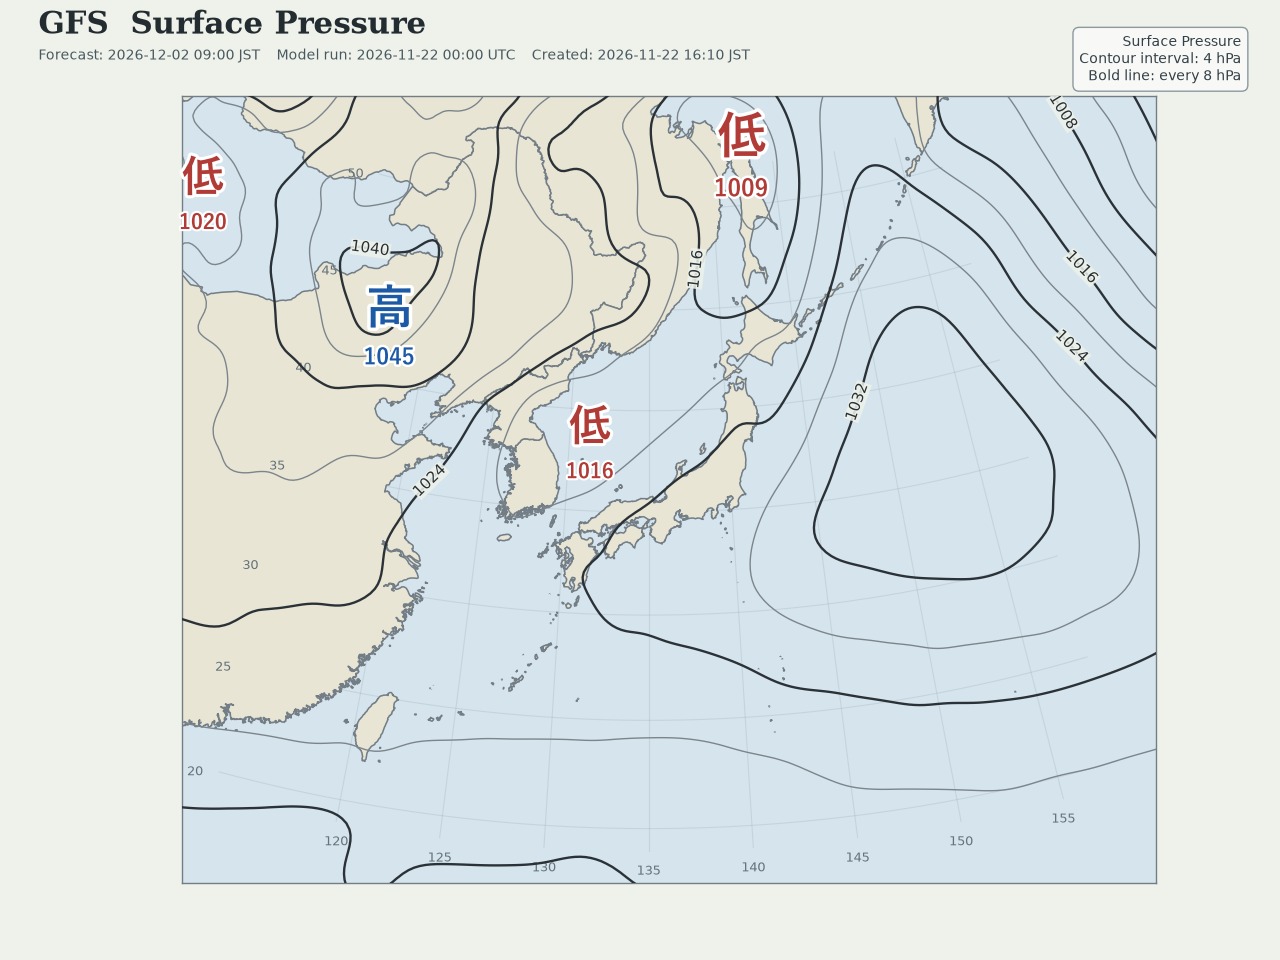 GFS  Surface Pressure
Forecast: 2026-12-02 09:00 JST    Model run: 2026-11-22 00:00 UTC    Created: 2026-11-22 16:10 JST
Surface Pressure
Contour interval: 4 hPa
Bold line: every 8 hPa
1008
低
1009
低
1020
50
1040
45
1016
1016
高
1045
1024
40
1032
低
1016
35
1024
30
25
20
155
120
150
125
145
130
140
135